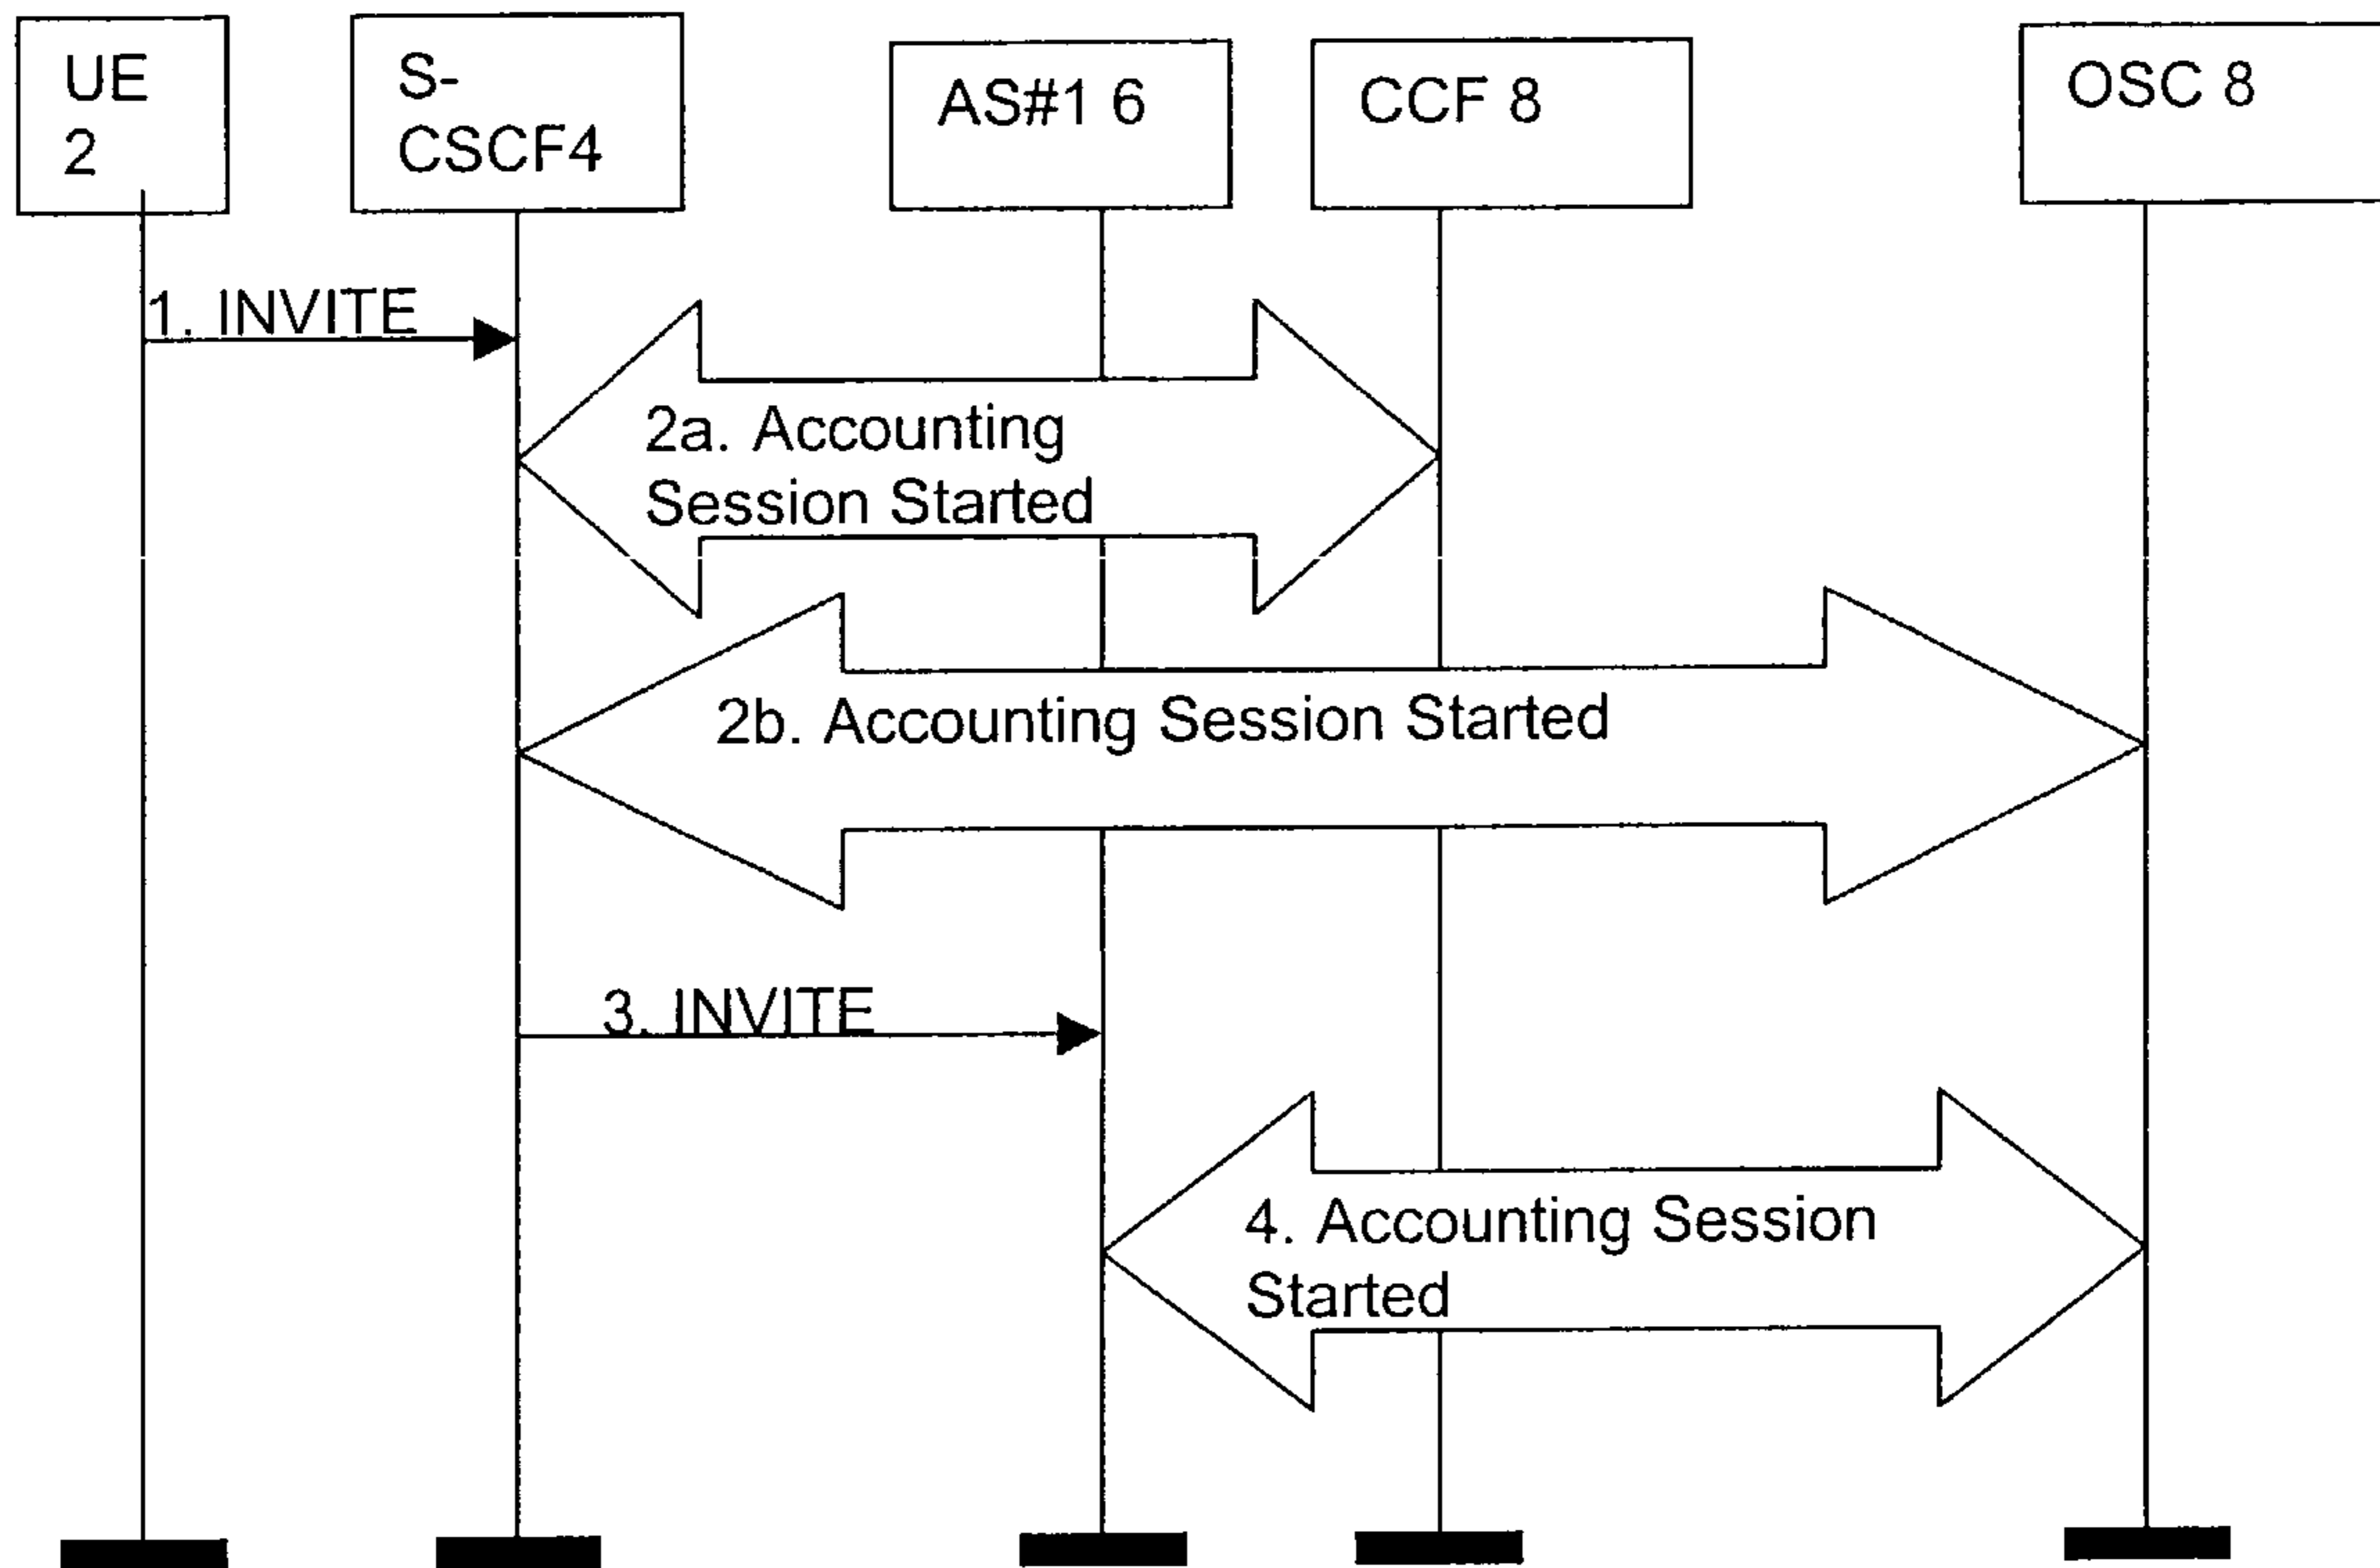 UE
2
S-
CSCF4
AS#1 6
CCF 8
OSC 8
1. INVITE
2a. Accounting
Session Started
2b. Accounting Session Started
3. INVITE
4. Accounting Session
Started